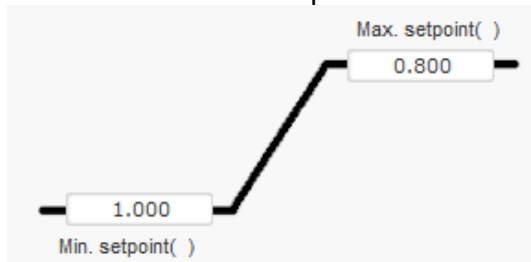 Max. setpoint( )
0.800
1.000
Min. setpoint( )